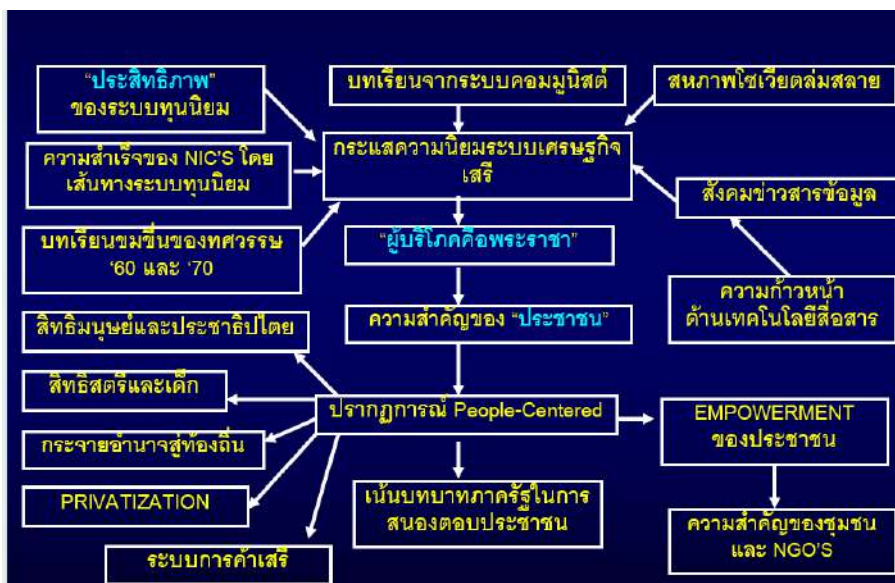 “ประสิทธิภาพ”
ของระบบทุนนิยม
บทเรียนจากระบบคอมมูนิสต์
สหภาพโซเวียตล่มสลาย
ความสำเร็จของ NIC'S โดย
เส้นทางระบบทุนนิยม
กระแสความนิยมระบบเศรษฐกิจ
เสรี
สังคมข่าวสารข้อมูล
บทเรียนขมขื่นของทศวรรษ
‘60 และ ‘70
“ผู้บริโภคคือพระราชา”
ความก้าวหน้า
ด้านเทคโนโลยีสื่อสาร
สิทธิมนุษย์และประชาธิปไตย
ความสำคัญของ “ประชาชน”
สิทธิสตรีและเด็ก
ปรากฏการณ์ People-Centered
EMPOWERMENT
ของประชาชน
กระจายอำนาจสู่ท้องถิ่น
PRIVATIZATION
เน้นบทบาทภาครัฐในการ
สนองตอบประชาชน
ความสำคัญของชุมชน
และ NGO'S
ระบบการค้าเสรี